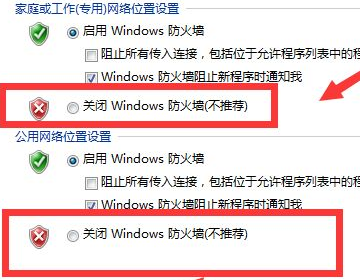 家庭或工作(专用)网络位置设置
启用 Windows 防火墙
阻止所有传入连接，包括位于允许程序列表中的程
Windows 防火墙阻止新程序时通知我
关闭 Windows 防火墙(不推荐)
公用网络位置设置
启用 Windows 防火墙
阻止所有传入连接，包括位于允许程序列表中的程
Windows 防火墙阻止新程序时通知我
关闭 Windows 防火墙(不推荐)